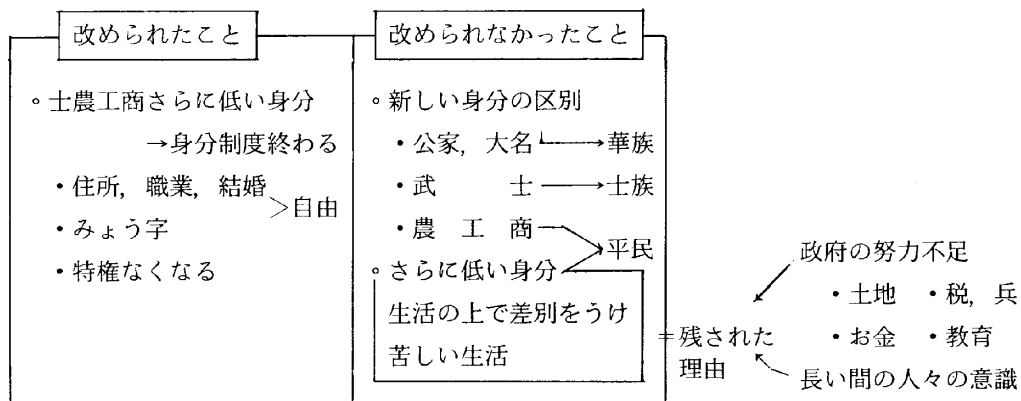 改められたこと
。士農工商さらに低い身分
→身分制度終わる
・住所，職業，結婚
・みょう字
＞自由
・特権なくなる
改められなかったこと
。新しい身分の区別
・公家，大名→華族
・武　士→士族
・農　工　商
。さらに低い身分
→平民
生活の上で差別をうけ
苦しい生活
＝残された
理由
政府の努力不足
・土地　・税，兵
・お金　・教育
長い間の人々の意識